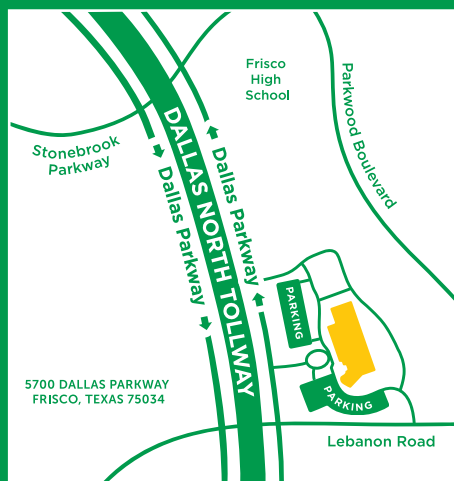 Frisco
High
School
Parkwood Boulevard
Stonebrook
Parkway
DALLAS NORTH TOLLWAY
Dallas Parkway
Dallas Parkway
PARKING
PARKING
5700 DALLAS PARKWAY
FRISCO, TEXAS 75034
Lebanon Road